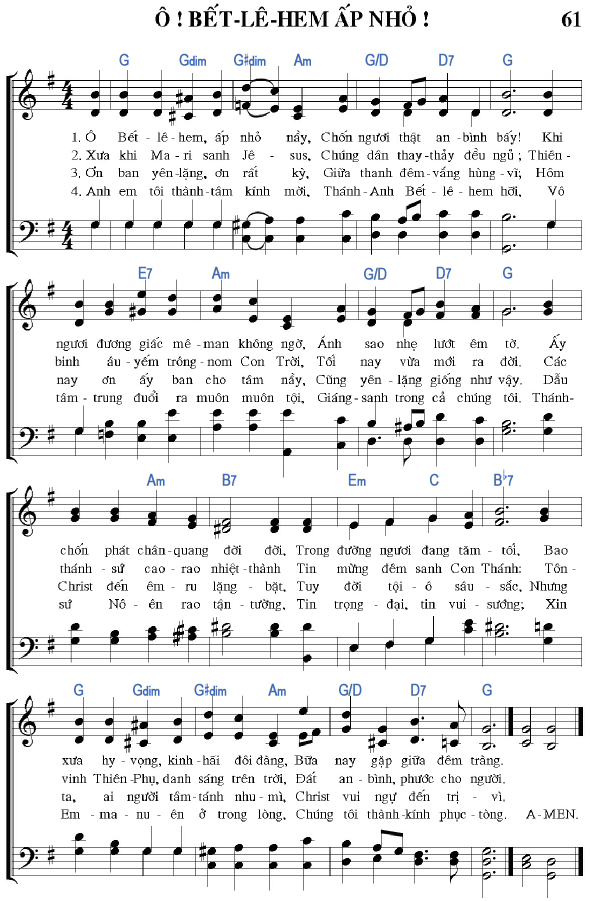 Ô ! BẾT-LÊ-HEM ẤP NHỎ ! 61
G Gdim G♯dim Am G/D D7 G
1. Ô Bết - lê - hem, ấp nhỏ nầy, Chốn ngươi thật an - bình bấy! Khi
2. Xưa khi Ma - ri sanh Jê - sus, Chúng dân thay - thảy đều ngủ; Thiên -
3. Ơn ban yên - lặng, ơn rất kỳ, Giữa thanh đêm - vắng hùng - vĩ; Hôm
4. Anh em tôi thành - tâm kính mời, Thánh - Anh Bết - lê - hem hỡi, Vô
E7 Am G/D D7 G
ngươi đương giấc mê - man không ngờ, Ánh sao nhẹ lướt êm tờ. Ấy
binh âu - yếm trông - nom Con Trời, Tối nay vừa mới ra đời. Các
nay ơn ấy ban cho tâm nầy, Cũng yên - lặng giống như vậy. Dẫu
tâm - trung đuổi ra muôn muôn tội, Giáng - sanh trong cả chúng tôi. Thánh-
Am B7 Em C B♭7
chốn phát chân - quang đời đời, Trong đường ngươi đang tăm - tối, Bao
thánh - sứ cao - rao nhiệt - thành Tin mừng đêm sanh Con Thánh: Tôn-
Christ đến êm - ru lặng - bặt, Tuy đời tội - ó sâu - sắc, Nhưng
sứ Nô - ên rao tận - tường, Tin trọng - đại, tin vui - sướng; Xin
G Gdim G♯dim Am G/D D7 G
xưa hy - vọng, kinh - hãi đôi đàng, Bữa nay gặp giữa đêm tràng.
vinh Thiên - Phụ, danh sáng trên trời, Đất an - bình, phước cho người.
ta, ai người tâm - tánh nhu - mì, Christ vui ngự đến trị - vì.
Em - ma - nu - ên ở trong lòng, Chúng tôi thành - kính phục - tòng. A - MEN.